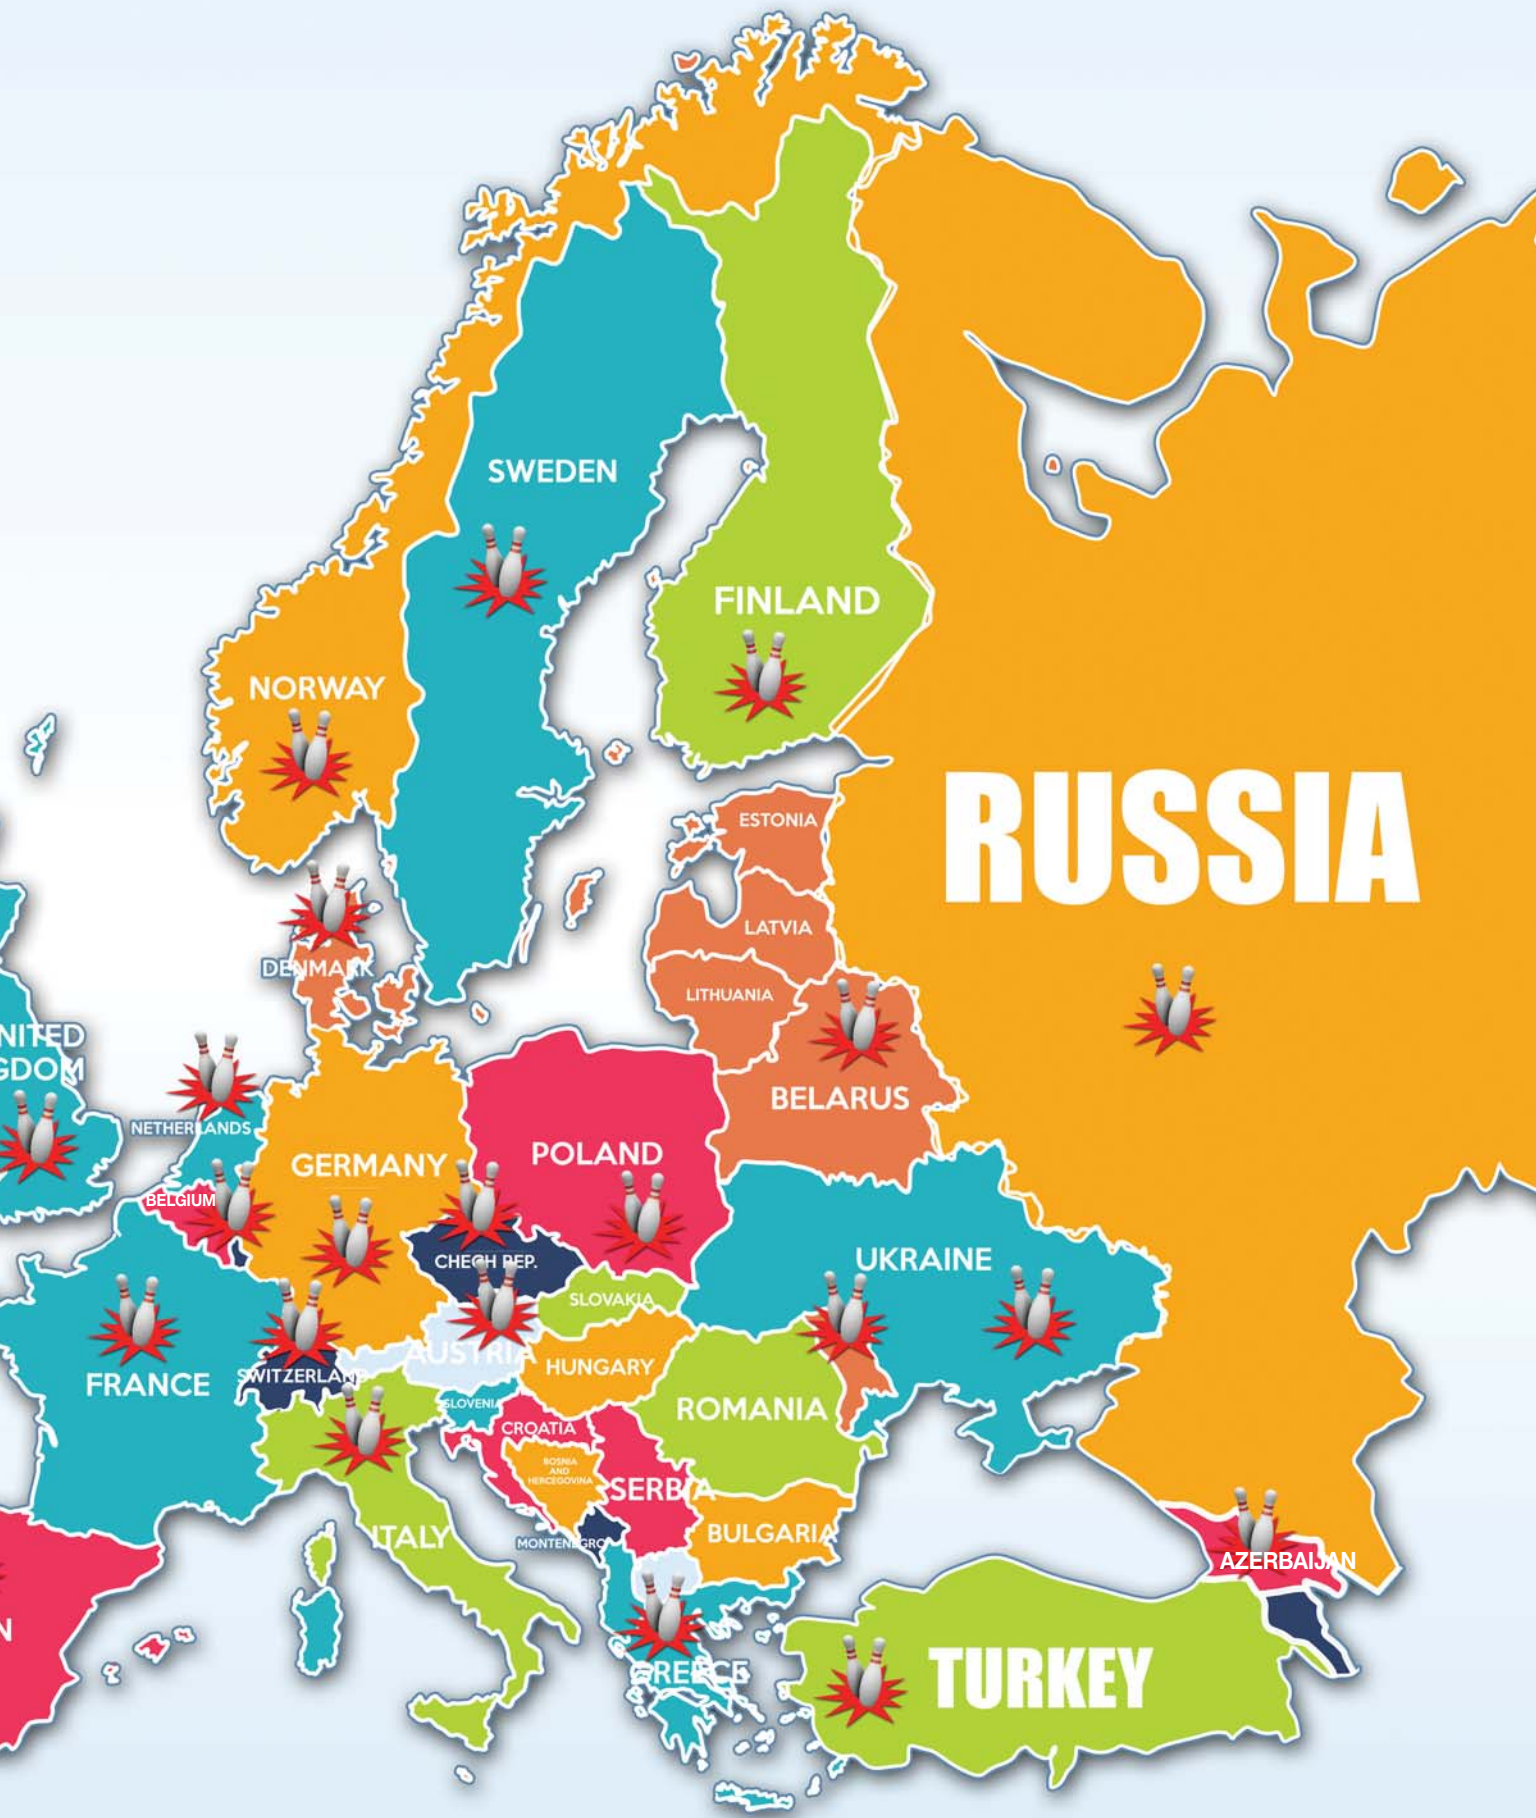 SWEDEN
FINLAND
NORWAY
RUSSIA
ESTONIA
LATVIA
DENMARK
LITHUANIA
NITED
GDOM
BELARUS
NETHERLANDS
GERMANY
POLAND
BELGIUM
UKRAINE
CHECH REP.
SLOVAKIA
AUSTRIA
HUNGARY
SWITZERLAND
FRANCE
SLOVENIA
ROMANIA
CROATIA
BOSNIA
AND
HERCEGOVINA
SERBIA
ITALY
MONTENEGRO
BULGARIA
AZERBAIJAN
N
GREECE
TURKEY